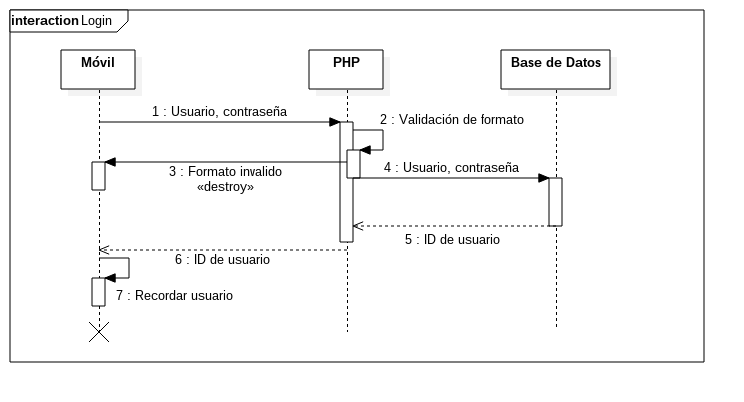 interaction Login
Móvil
PHP
Base de Datos
1 : Usuario, contraseña
2 : Validación de formato
3 : Formato invalido
«destroy»
4 : Usuario, contraseña
5 : ID de usuario
6 : ID de usuario
7 : Recordar usuario